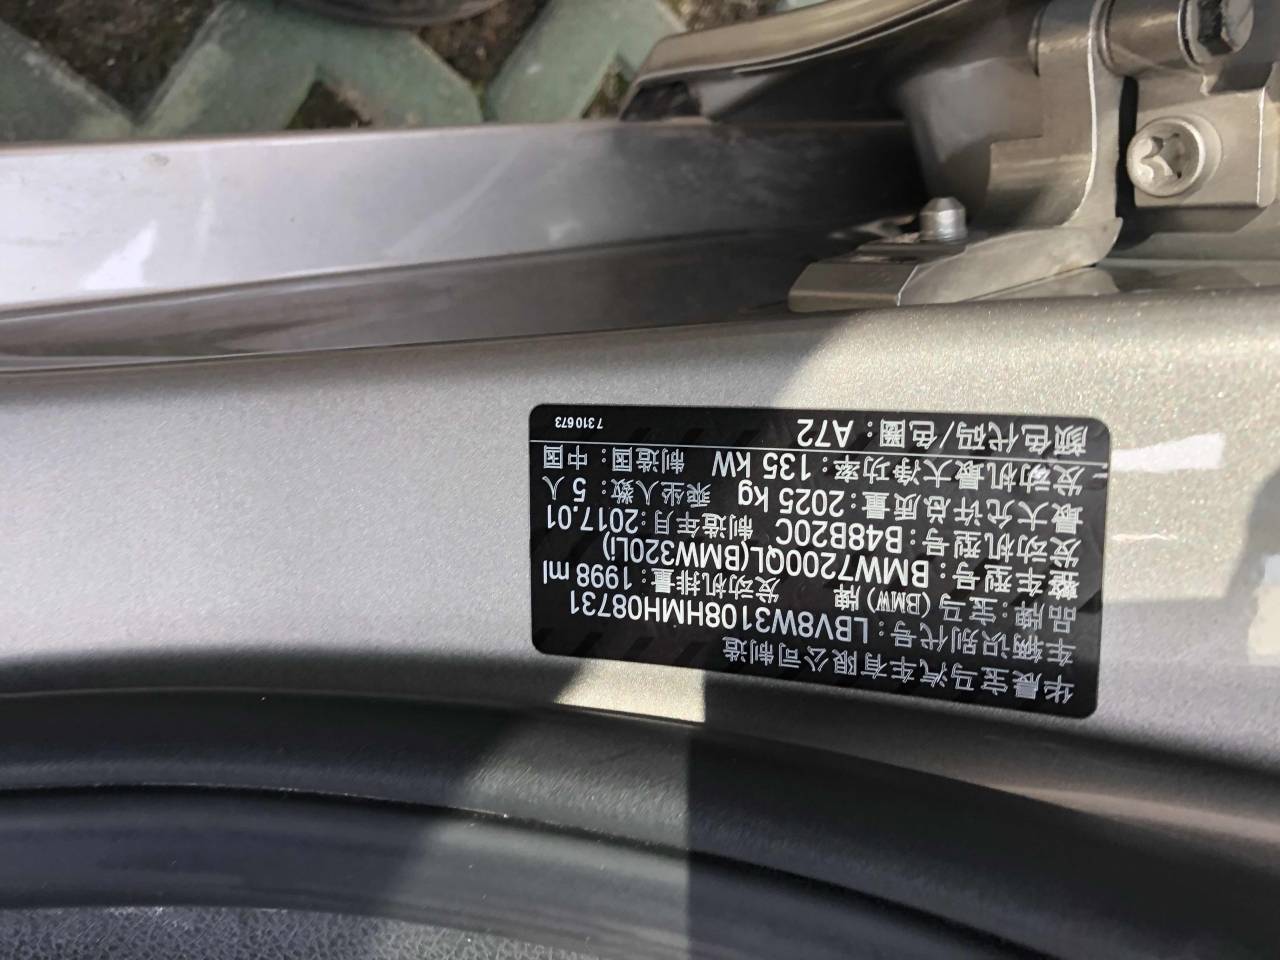 华晨宝马汽车有限公司制造
车辆识别代号：LBV8W3108HMH08731
品牌：宝马（BMW）牌 发动机排量：1998 ml
整车型号：BMW7200QL(BMW320Li)
发动机型号：B48B20C 制造年月：2017.01
最大允许总质量：2025 kg 乘坐人数：5 人
发动机最大净功率：135 kW 制造国：中国
颜色代码/色圈：A72 7310673